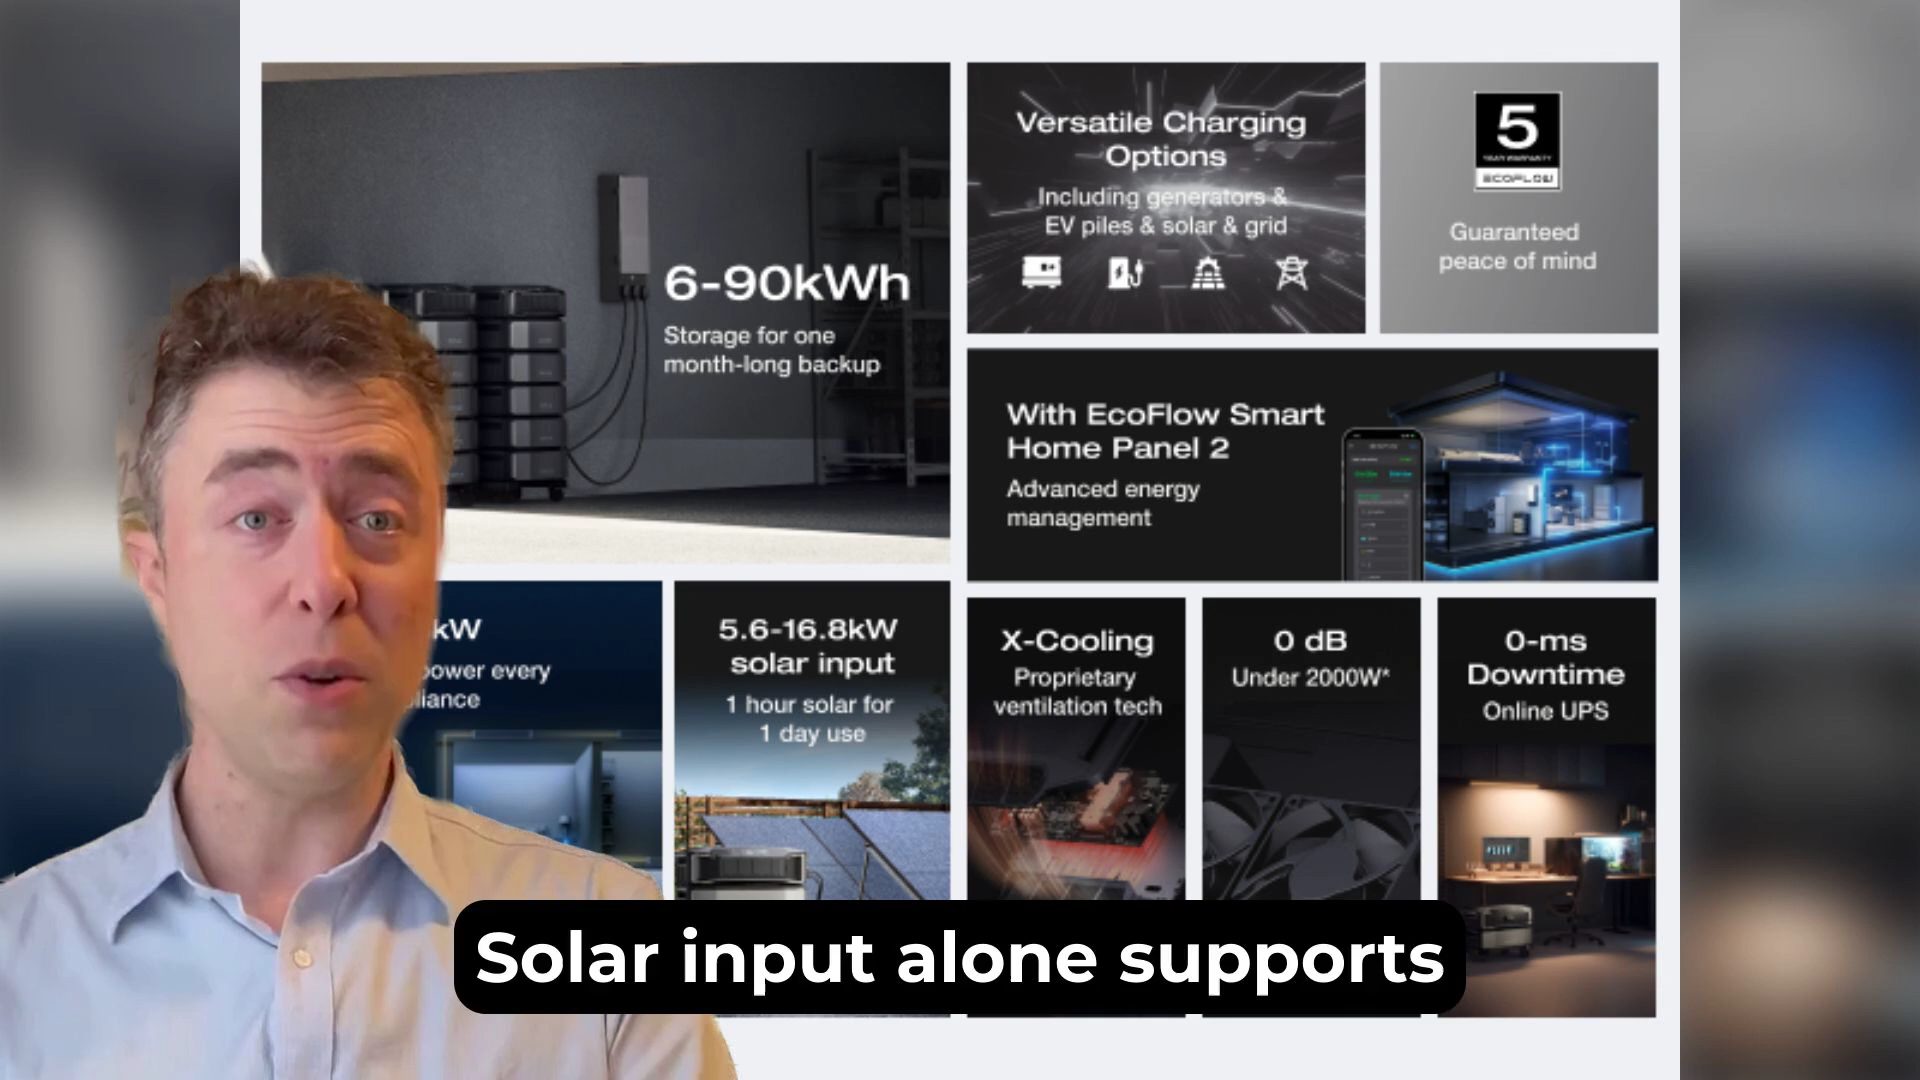 6-90kWh
Storage for one
month-long backup
Versatile Charging
Options
Including generators &
EV piles & solar & grid
5
YEAR WARRANTY
ECOFLOW
Guaranteed
peace of mind
With EcoFlow Smart
Home Panel 2
Advanced energy
management
kW
power every
liance
5.6-16.8kW
solar input
1 hour solar for
1 day use
X-Cooling
Proprietary
ventilation tech
0 dB
Under 2000W*
0-ms
Downtime
Online UPS
Solar input alone supports